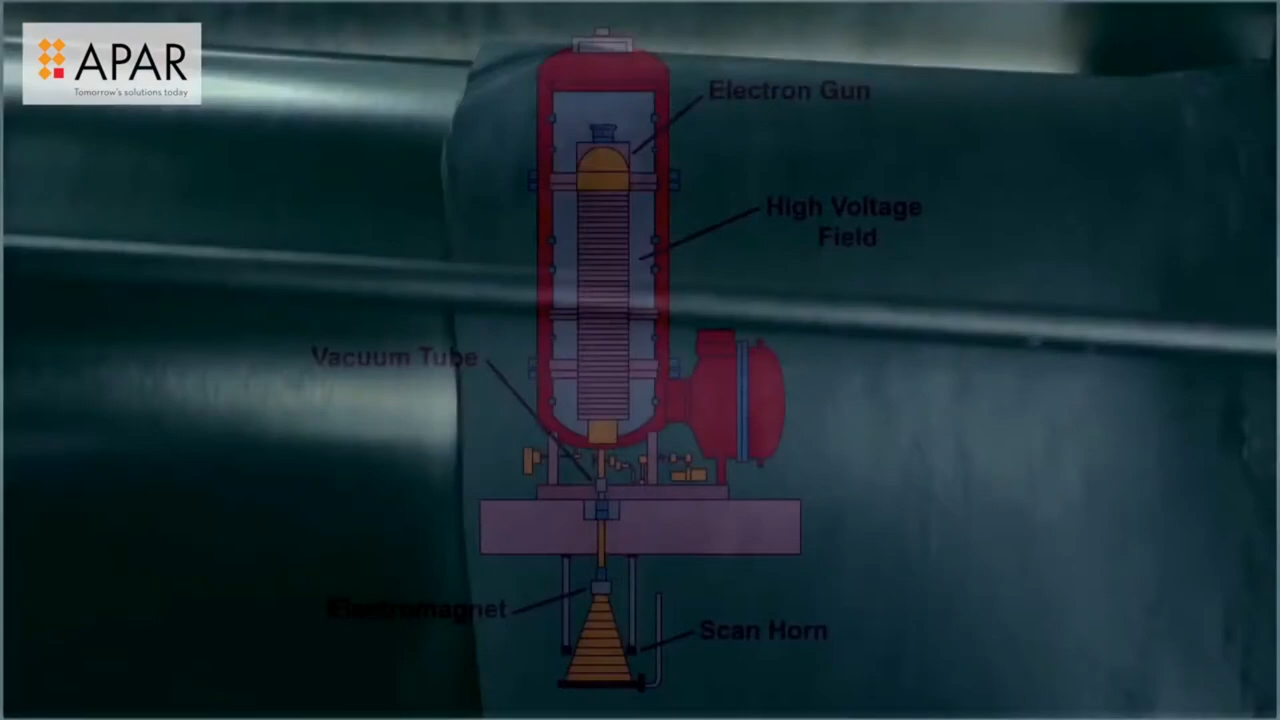 APAR
Tomorrow's solutions today
Electron Gun
High Voltage
Field
Vacuum Tube
Electromagnet
Scan Horn